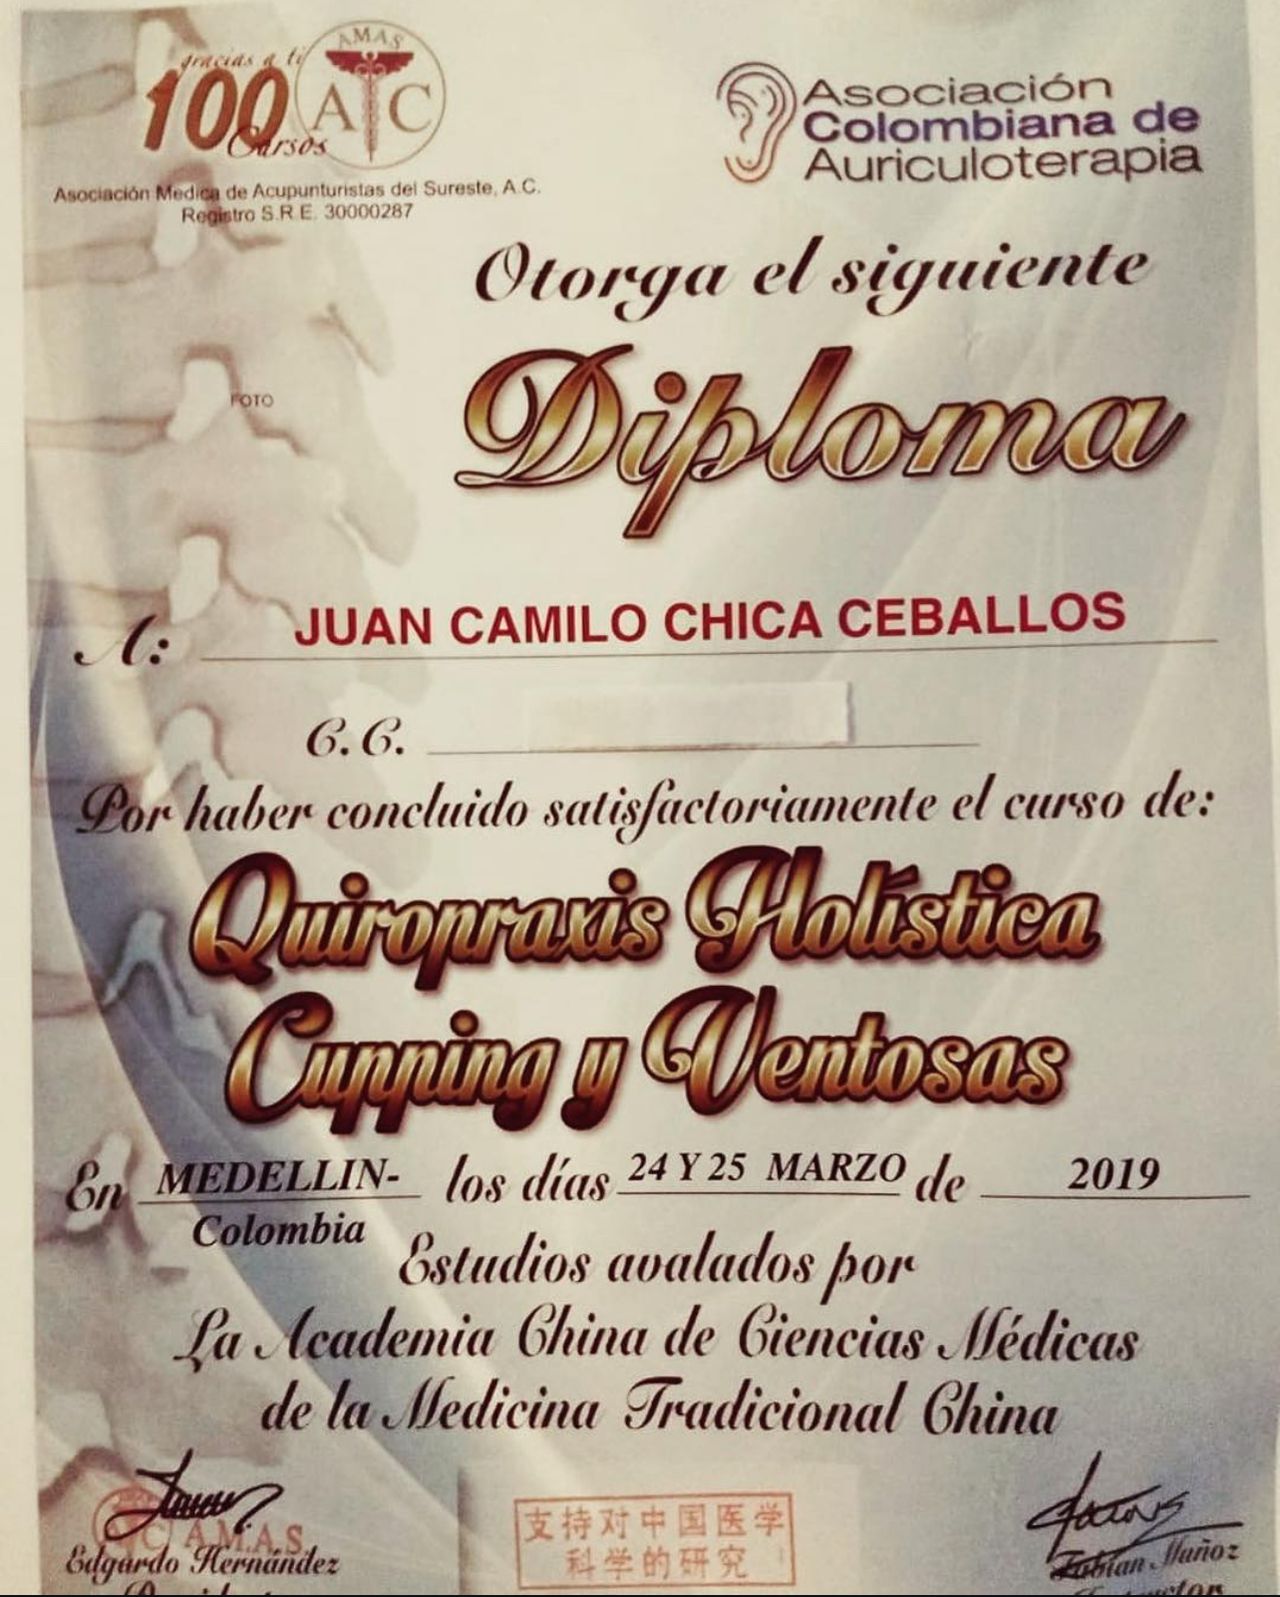 gracias a ti
100
Cursos
AMAS
A C
Asociación Medica de Acupunturistas del Sureste, A.C.
Registro S.R.E. 30000287
Asociación
Colombiana de
Auriculoterapia
Otorga el siguiente
FOTO
Diploma
A: JUAN CAMILO CHICA CEBALLOS
C.C.
Por haber concluido satisfactoriamente el curso de:
Quiropraxis Holística
Cupping y Ventosas
En MEDELLIN- los días 24 Y 25 MARZO de 2019
Colombia
Estudios avalados por
La Academia China de Ciencias Médicas
de la Medicina Tradicional China
A.M.A.S.
Edgardo Hernández
Presidente
支持对中国医学
科学的研究
Fabian Muñoz
Instructor